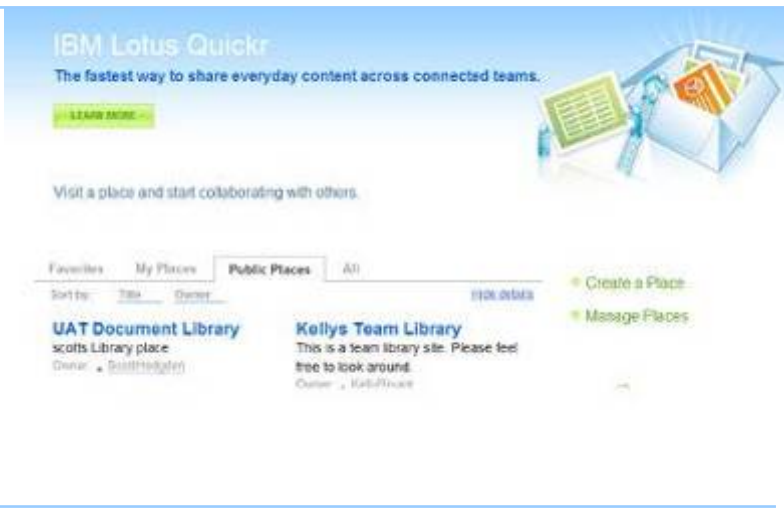 IBM Lotus Quickr
The fastest way to share everyday content across connected teams.
LEARN MORE
Visit a place and start collaborating with others.
Favorites My Places Public Places All
Sort by: Title Owner hide details
Create a Place
Manage Places
UAT Document Library Kellys Team Library
scotts Library place This is a team library site. Please feel
free to look around.
Owner Owner